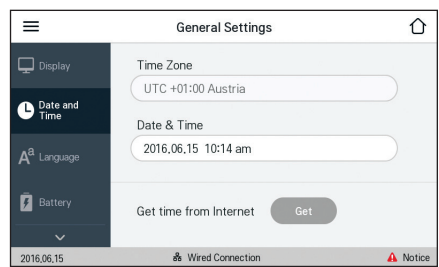 General Settings
Display
Date and
Time
Aa Language
Battery
Time Zone
UTC +01:00 Austria
Date & Time
2016.06.15 10:14 am
Get time from Internet Get
2016.06.15 Wired Connection Notice